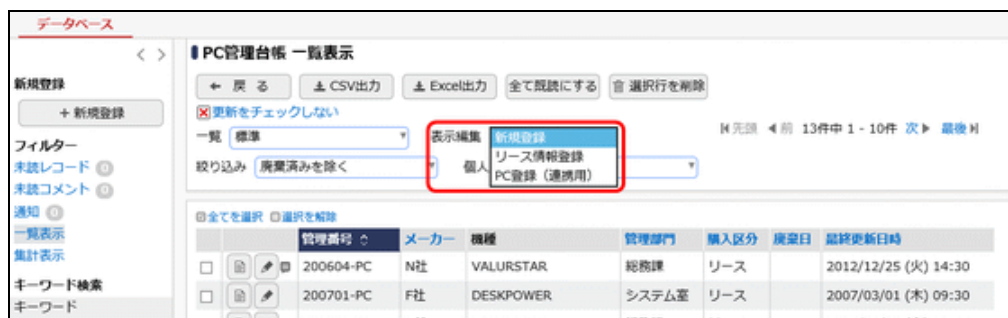 データベース
新規登録
+ 新規登録
フィルター
未読レコード 0
未読コメント 0
通知 0
一覧表示
集計表示
キーワード検索
キーワード
PC管理台帳 一覧表示
戻る CSV出力 Excel出力 全て既読にする 選択行を削除
更新をチェックしない
一覧 標準 表示編集 新規登録
リース情報登録
PC登録（連携用）
先頭 前 13件中 1 - 10件 次 最後
絞り込み 廃棄済みを除く 個人
全てを選択 選択を解除
管理番号 メーカー 機種 管理部門 購入区分 廃棄日 最終更新日時
200604-PC N社 VALURSTAR 総務課 リース 2012/12/25 (火) 14:30
200701-PC F社 DESKPOWER システム室 リース 2007/03/01 (木) 09:30